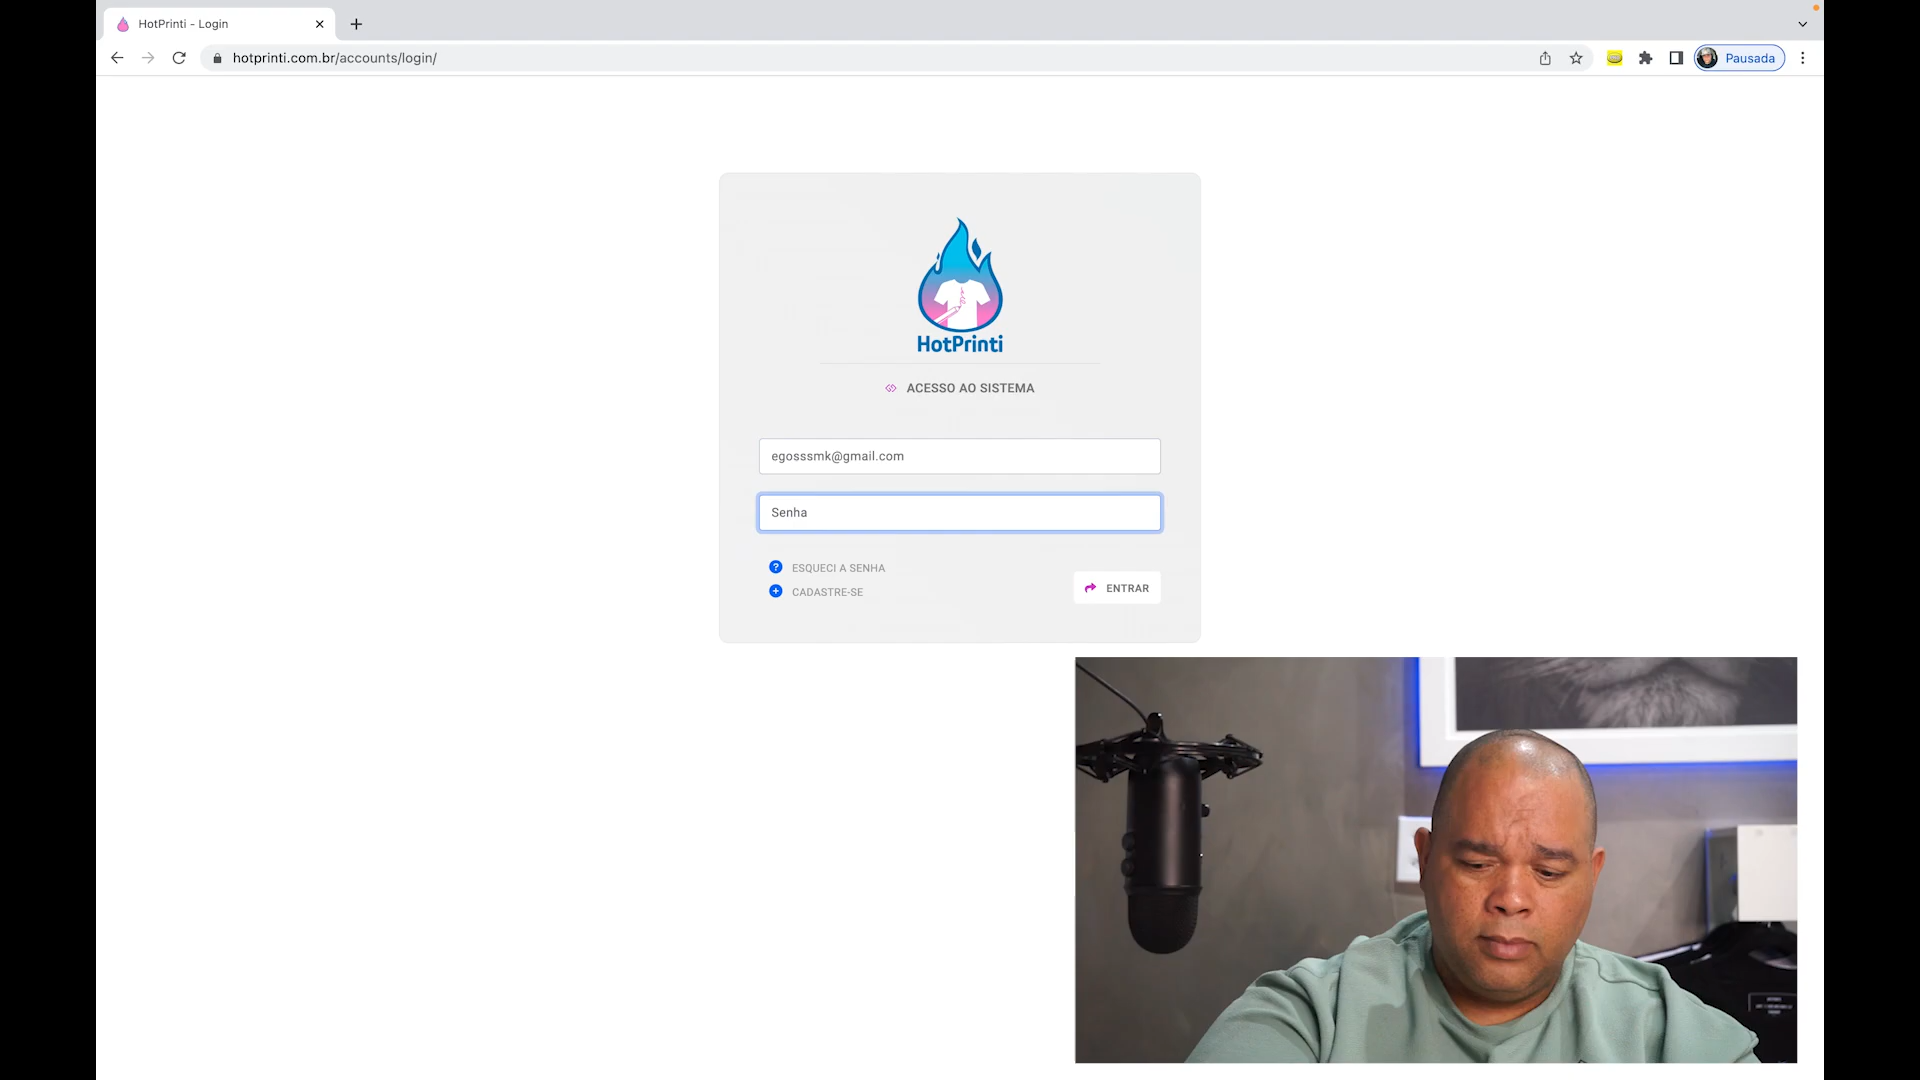 HotPrinti - Login
hotprinti.com.br/accounts/login/
Pausada
HotPrinti
ACESSO AO SISTEMA
egosssmk@gmail.com
Senha
ESQUECI A SENHA
CADASTRE-SE
ENTRAR